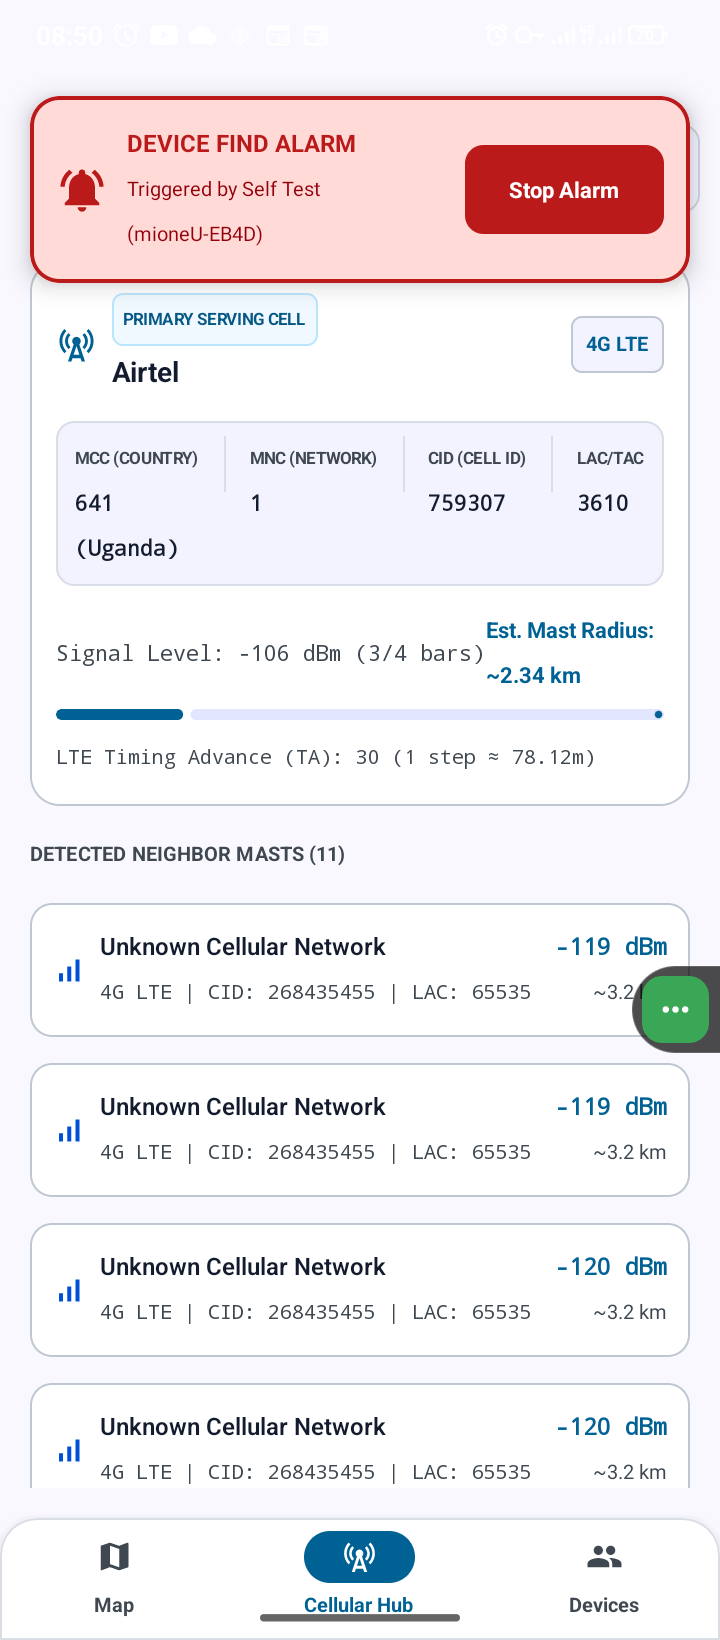 08:50
DEVICE FIND ALARM
Triggered by Self Test
(mioneU-EB4D)
Stop Alarm
PRIMARY SERVING CELL
Airtel
4G LTE
MCC (COUNTRY)
MNC (NETWORK)
CID (CELL ID)
LAC/TAC
641
1
759307
3610
(Uganda)
Signal Level: -106 dBm (3/4 bars)
Est. Mast Radius:
~2.34 km
LTE Timing Advance (TA): 30 (1 step ≈ 78.12m)
DETECTED NEIGHBOR MASTS (11)
Unknown Cellular Network
-119 dBm
4G LTE | CID: 268435455 | LAC: 65535
~3.2
Unknown Cellular Network
-119 dBm
4G LTE | CID: 268435455 | LAC: 65535
~3.2 km
Unknown Cellular Network
-120 dBm
4G LTE | CID: 268435455 | LAC: 65535
~3.2 km
Unknown Cellular Network
-120 dBm
4G LTE | CID: 268435455 | LAC: 65535
~3.2 km
Map
Cellular Hub
Devices